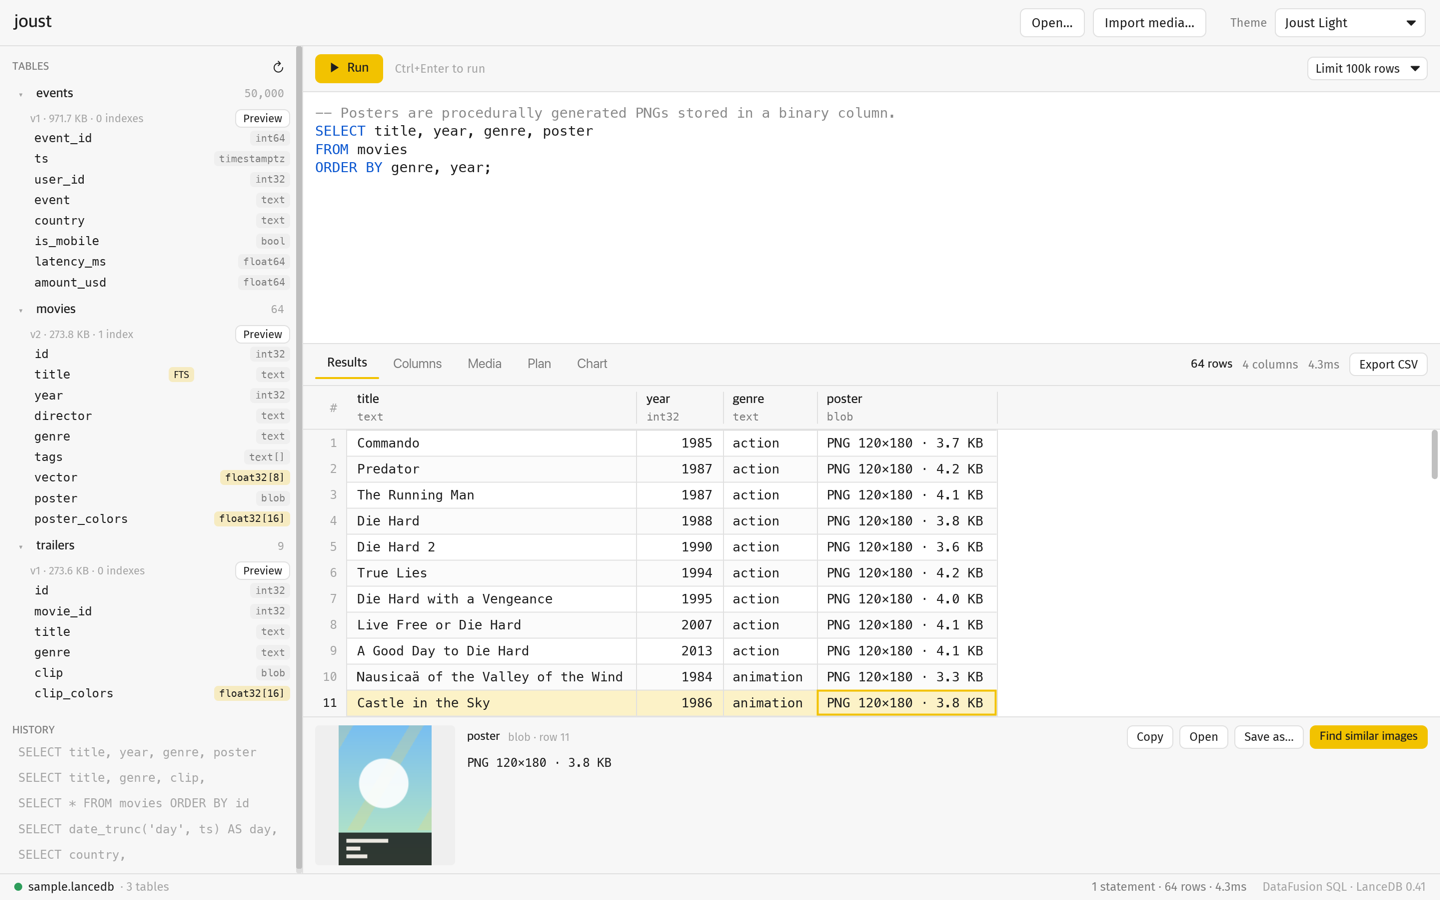 joust
Open...
Import media...
Theme
Joust Light
TABLES
events 50,000
v1 · 971.7 KB · 0 indexes Preview
event_id int64
ts timestamptz
user_id int32
event text
country text
is_mobile bool
latency_ms float64
amount_usd float64
movies 64
v2 · 273.8 KB · 1 index Preview
id int32
title FTS text
year int32
director text
genre text
tags text[]
vector float32[8]
poster blob
poster_colors float32[16]
trailers 9
v1 · 273.6 KB · 0 indexes Preview
id int32
movie_id int32
title text
genre text
clip blob
clip_colors float32[16]
HISTORY
SELECT title, year, genre, poster
SELECT title, genre, clip,
SELECT * FROM movies ORDER BY id
SELECT date_trunc('day', ts) AS day,
SELECT country,
Run Ctrl+Enter to run Limit 100k rows
-- Posters are procedurally generated PNGs stored in a binary column.
SELECT title, year, genre, poster
FROM movies
ORDER BY genre, year;
Results Columns Media Plan Chart 64 rows 4 columns 4.3ms Export CSV
# title year genre poster
text int32 text blob
1 Commando 1985 action PNG 120×180 · 3.7 KB
2 Predator 1987 action PNG 120×180 · 4.2 KB
3 The Running Man 1987 action PNG 120×180 · 4.1 KB
4 Die Hard 1988 action PNG 120×180 · 3.8 KB
5 Die Hard 2 1990 action PNG 120×180 · 3.6 KB
6 True Lies 1994 action PNG 120×180 · 4.2 KB
7 Die Hard with a Vengeance 1995 action PNG 120×180 · 4.0 KB
8 Live Free or Die Hard 2007 action PNG 120×180 · 4.1 KB
9 A Good Day to Die Hard 2013 action PNG 120×180 · 4.1 KB
10 Nausicaä of the Valley of the Wind 1984 animation PNG 120×180 · 3.3 KB
11 Castle in the Sky 1986 animation PNG 120×180 · 3.8 KB
poster blob · row 11 Copy Open Save as... Find similar images
PNG 120×180 · 3.8 KB
sample.lancedb · 3 tables 1 statement · 64 rows · 4.3ms DataFusion SQL · LanceDB 0.41